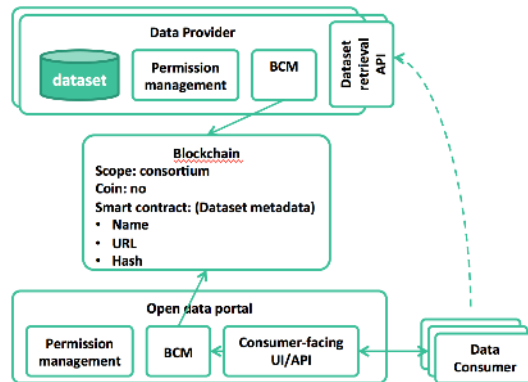 Data Provider
dataset
Permission
management
BCM
Dataset
retrieval
API
Blockchain
Scope: consortium
Coin: no
Smart contract: (Dataset metadata)
• Name
• URL
• Hash
Open data portal
Permission
management
BCM
Consumer-facing
UI/API
Data
Consumer